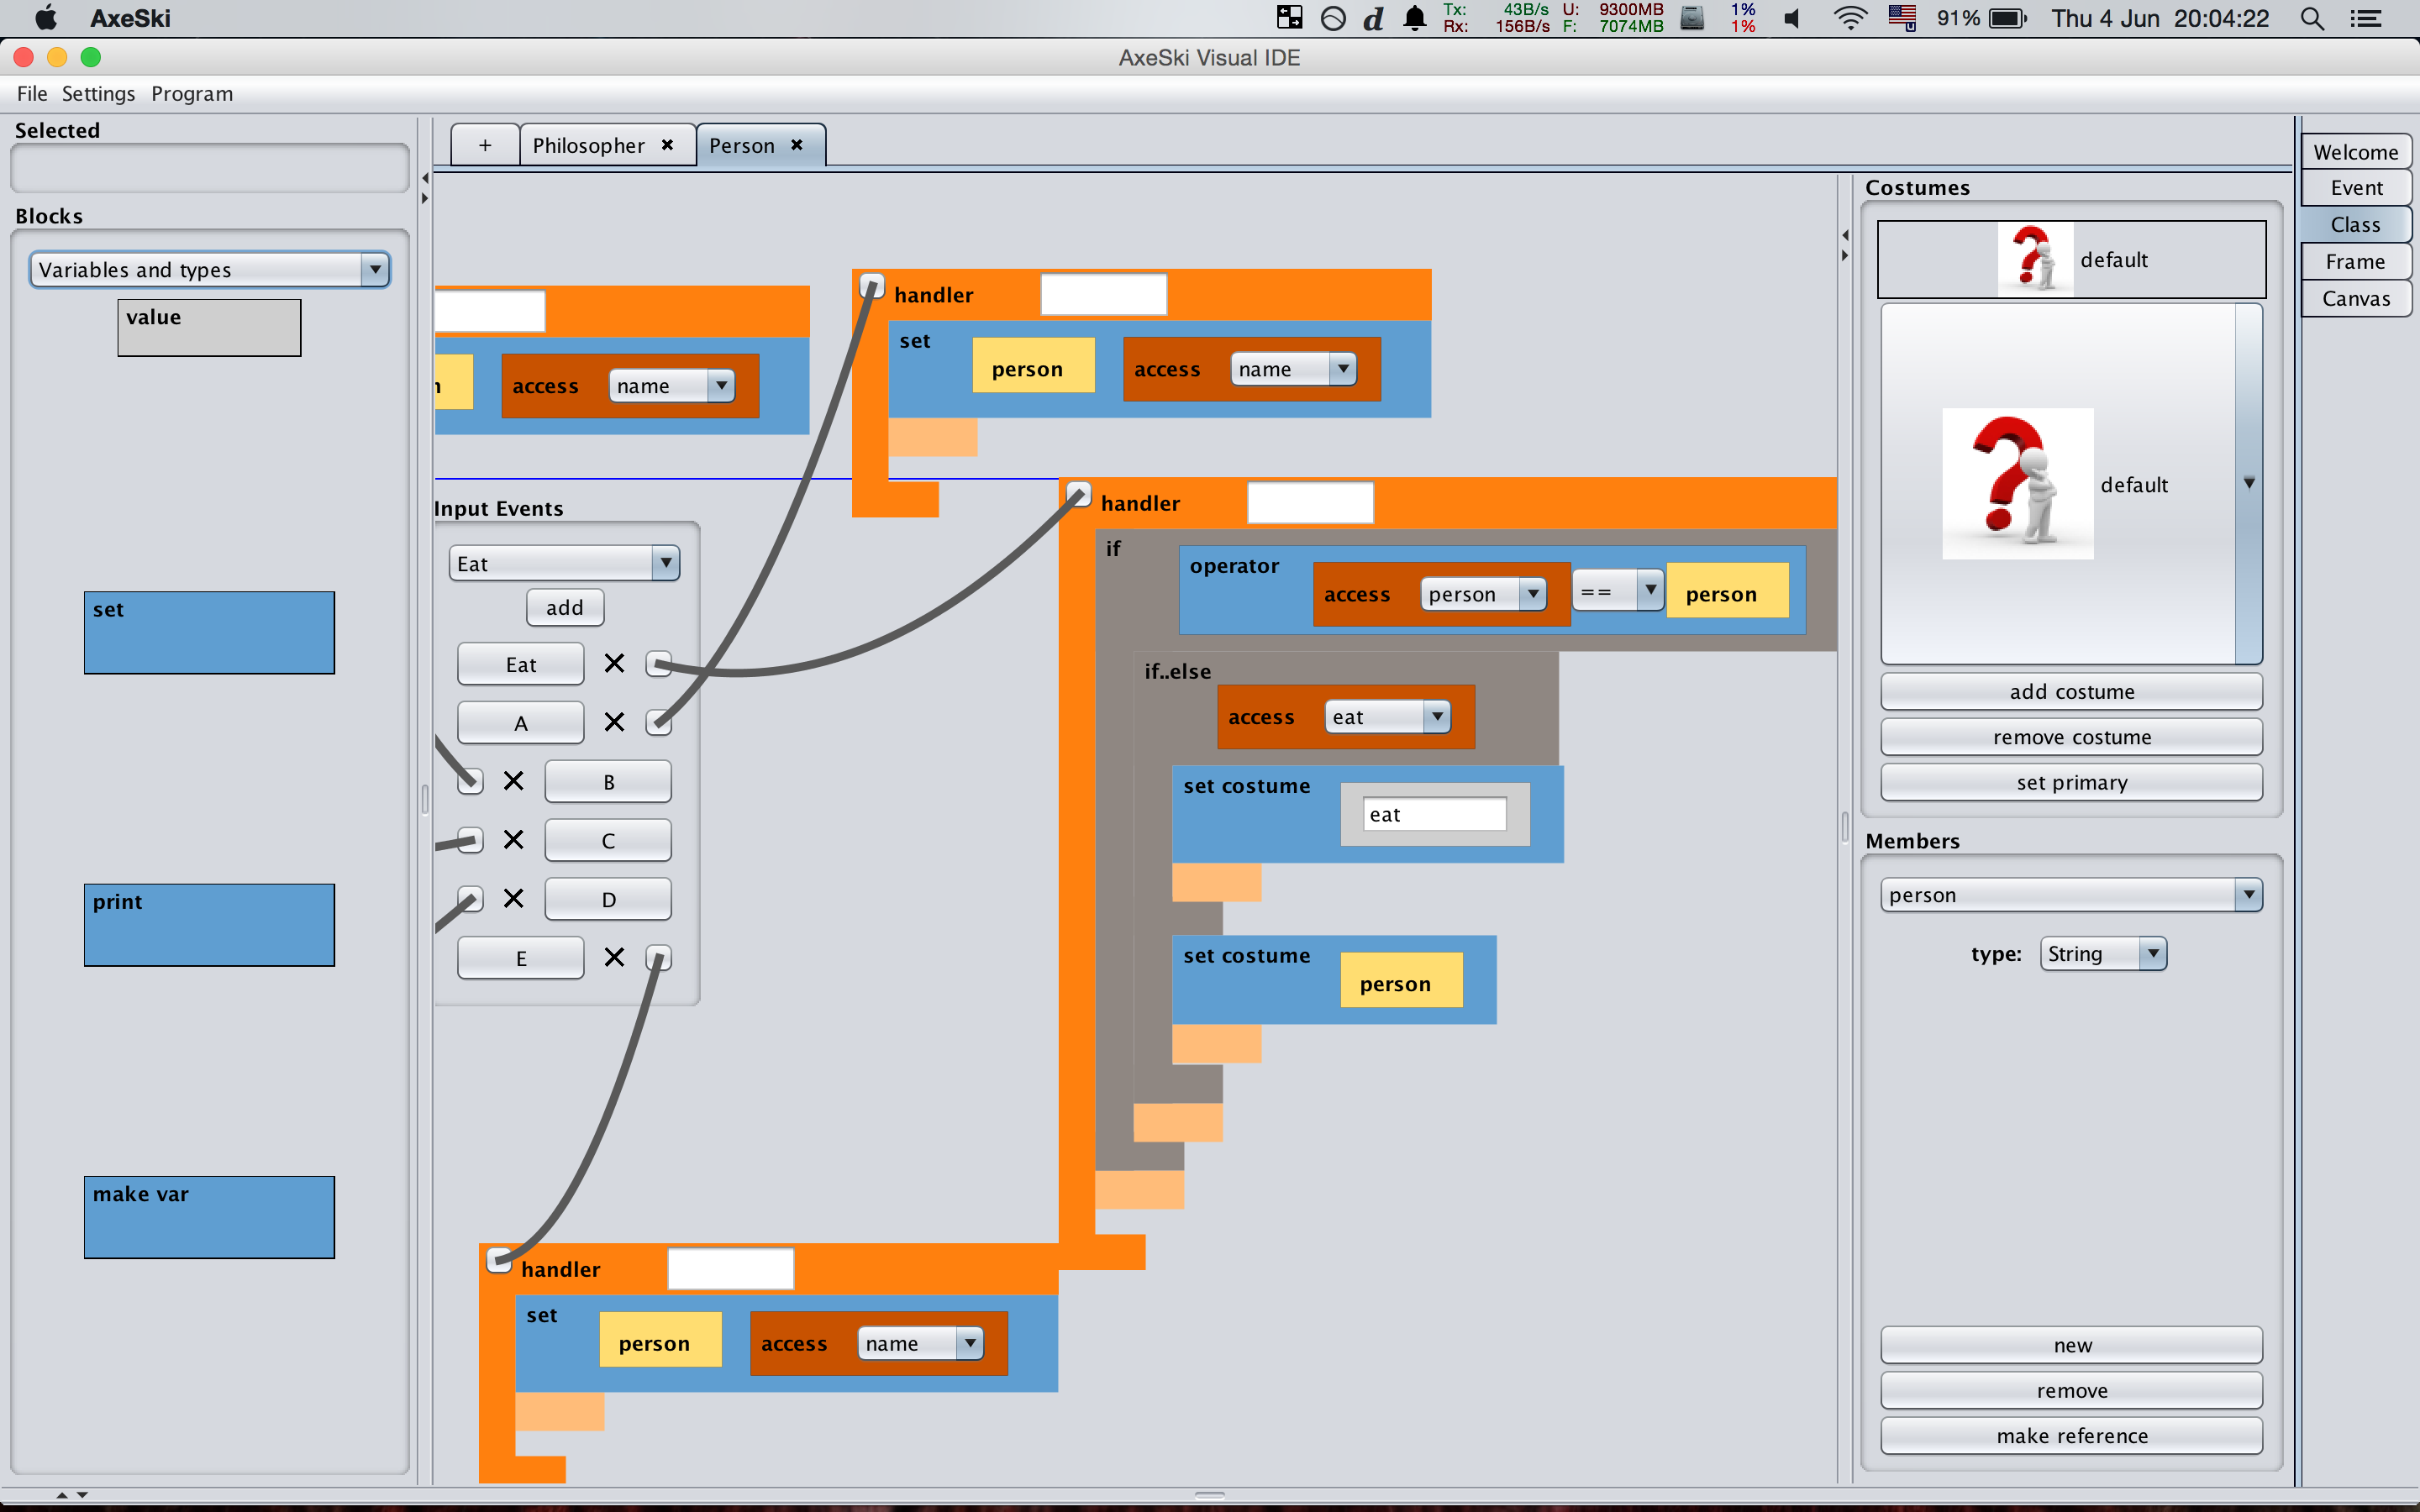 AxeSki
Tx: 43B/s U: 9300MB 1%
Rx: 156B/s F: 7074MB 1%
91% Thu 4 Jun 20:04:22
AxeSki Visual IDE
File Settings Program
Selected
Blocks
Variables and types
value
set
print
make var
+ Philosopher Person
access name
handler
set person access name
Input Events
Eat
add
Eat
A
B
C
D
E
handler
if
operator access person == person
if..else
access eat
set costume eat
set costume person
handler
set person access name
Costumes
default
default
add costume
remove costume
set primary
Members
person
type: String
new
remove
make reference
Welcome
Event
Class
Frame
Canvas